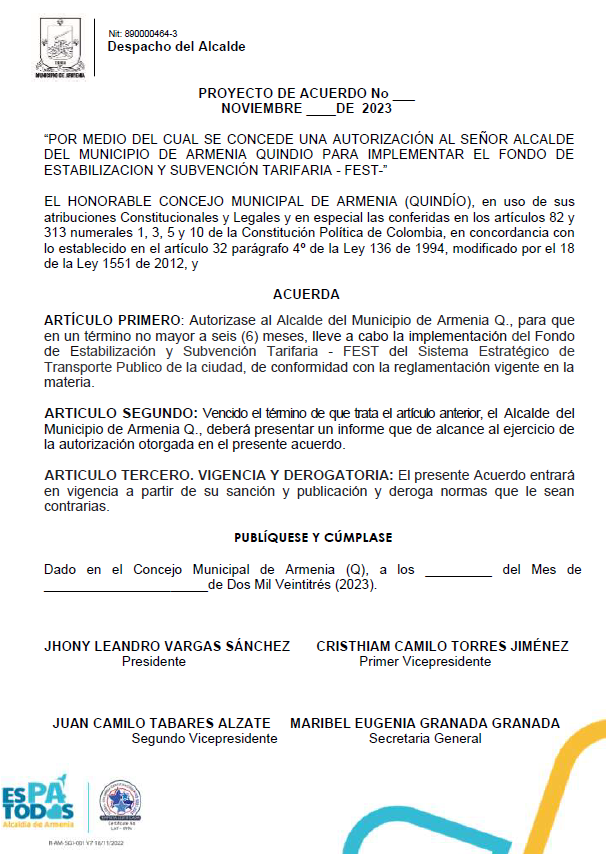 Nit: 890000464-3
Despacho del Alcalde
MUNICIPIO DE ARMENIA
PROYECTO DE ACUERDO No ___
NOVIEMBRE ____DE 2023
“POR MEDIO DEL CUAL SE CONCEDE UNA AUTORIZACIÓN AL SEÑOR ALCALDE
DEL MUNICIPIO DE ARMENIA QUINDIO PARA IMPLEMENTAR EL FONDO DE
ESTABILIZACION Y SUBVENCIÓN TARIFARIA - FEST-”
EL HONORABLE CONCEJO MUNICIPAL DE ARMENIA (QUINDÍO), en uso de sus
atribuciones Constitucionales y Legales y en especial las conferidas en los artículos 82 y
313 numerales 1, 3, 5 y 10 de la Constitución Política de Colombia, en concordancia con
lo establecido en el artículo 32 parágrafo 4º de la Ley 136 de 1994, modificado por el 18
de la Ley 1551 de 2012, y
ACUERDA
ARTÍCULO PRIMERO: Autorizase al Alcalde del Municipio de Armenia Q., para que
en un término no mayor a seis (6) meses, lleve a cabo la implementación del Fondo
de Estabilización y Subvención Tarifaria - FEST del Sistema Estratégico de
Transporte Publico de la ciudad, de conformidad con la reglamentación vigente en la
materia.
ARTICULO SEGUNDO: Vencido el término de que trata el artículo anterior, el Alcalde del
Municipio de Armenia Q., deberá presentar un informe que de alcance al ejercicio de
la autorización otorgada en el presente acuerdo.
ARTICULO TERCERO. VIGENCIA Y DEROGATORIA: El presente Acuerdo entrará
en vigencia a partir de su sanción y publicación y deroga normas que le sean
contrarias.
PUBLÍQUESE Y CÚMPLASE
Dado en el Concejo Municipal de Armenia (Q), a los _________ del Mes de
______________________de Dos Mil Veintitrés (2023).
JHONY LEANDRO VARGAS SÁNCHEZ CRISTHIAM CAMILO TORRES JIMÉNEZ
Presidente Primer Vicepresidente
JUAN CAMILO TABARES ALZATE MARIBEL EUGENIA GRANADA GRANADA
Segundo Vicepresidente Secretaria General
ES PA
TODOS
Alcaldía de Armenia
R-AM-SGI-001 V7 18/11/2022